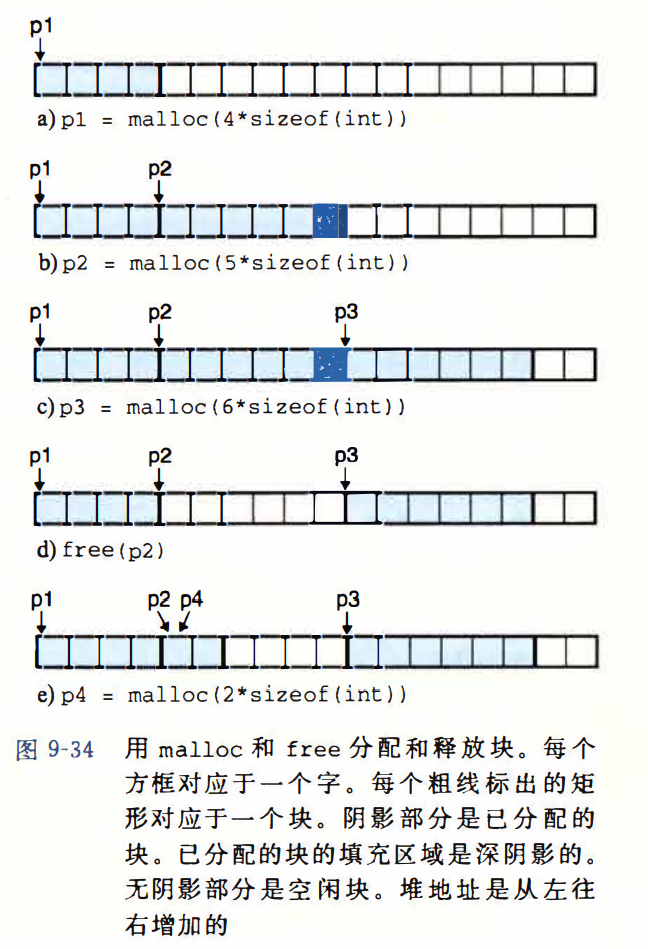 p1
a) p1 = malloc(4*sizeof(int))
p1 p2
b) p2 = malloc(5*sizeof(int))
p1 p2 p3
c) p3 = malloc(6*sizeof(int))
p1 p2 p3
d) free(p2)
p1 p2 p4 p3
e) p4 = malloc(2*sizeof(int))
图 9-34 用 malloc 和 free 分配和释放块。每个
方框对应于一个字。每个粗线标出的矩
形对应于一个块。阴影部分是已分配的
块。已分配的块的填充区域是深阴影的。
无阴影部分是空闲块。堆地址是从左往
右增加的